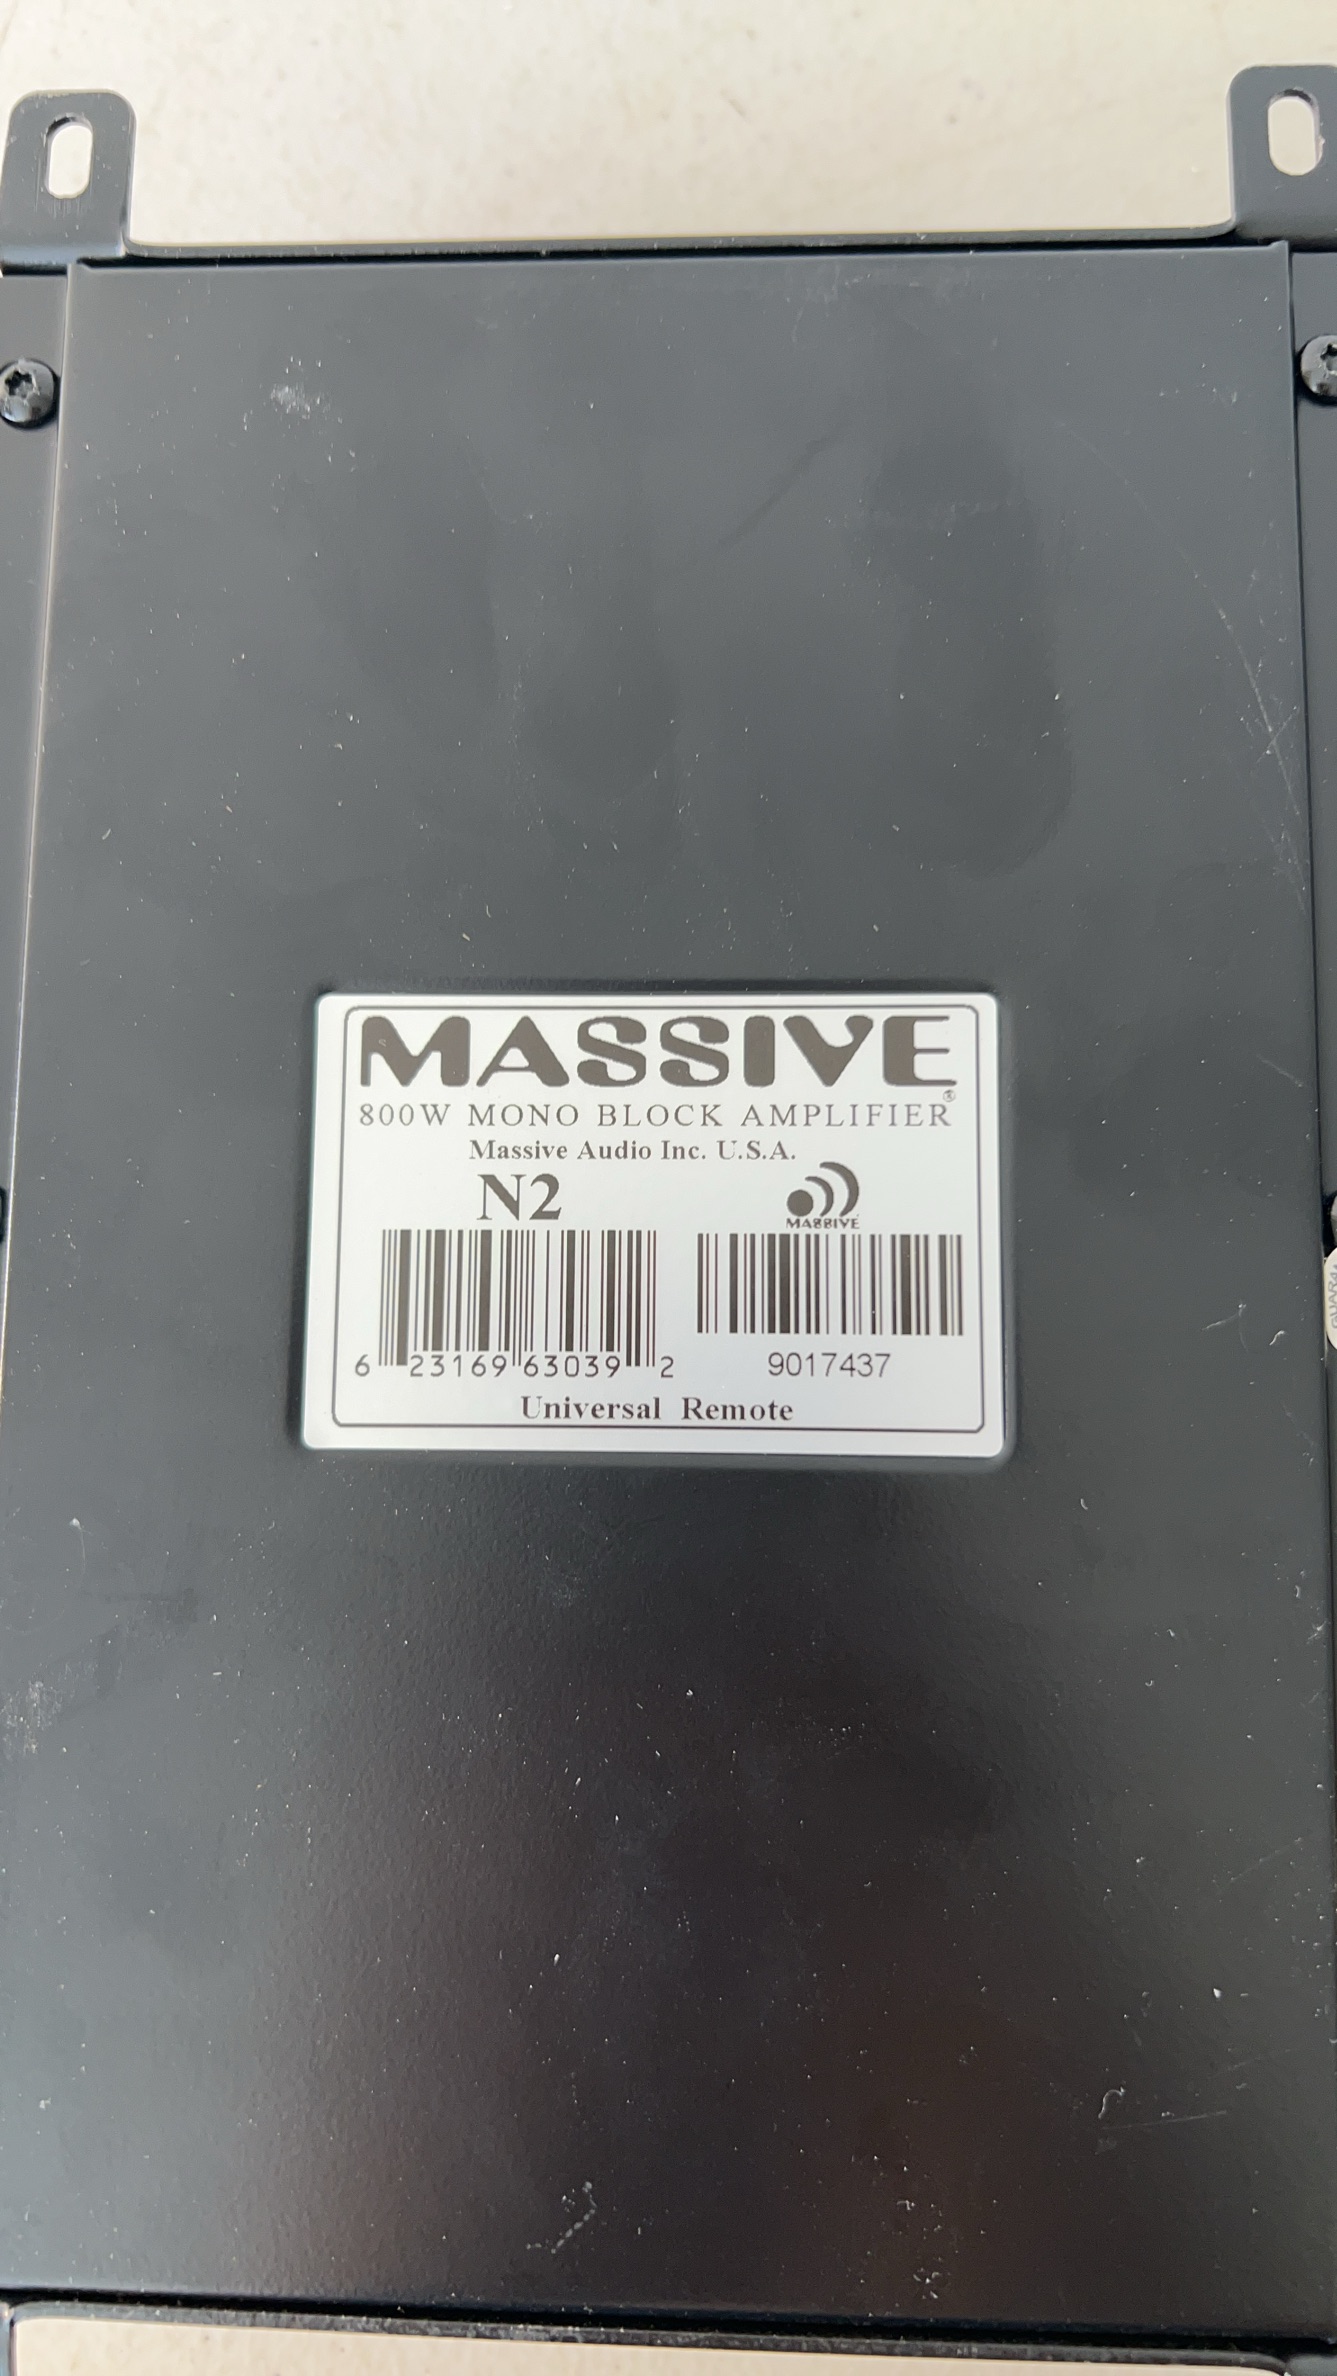 MASSIVE®
800W MONO BLOCK AMPLIFIER
Massive Audio Inc. U.S.A.
N2
MASSIVE
6 23169 63039 2
9017437
Universal Remote